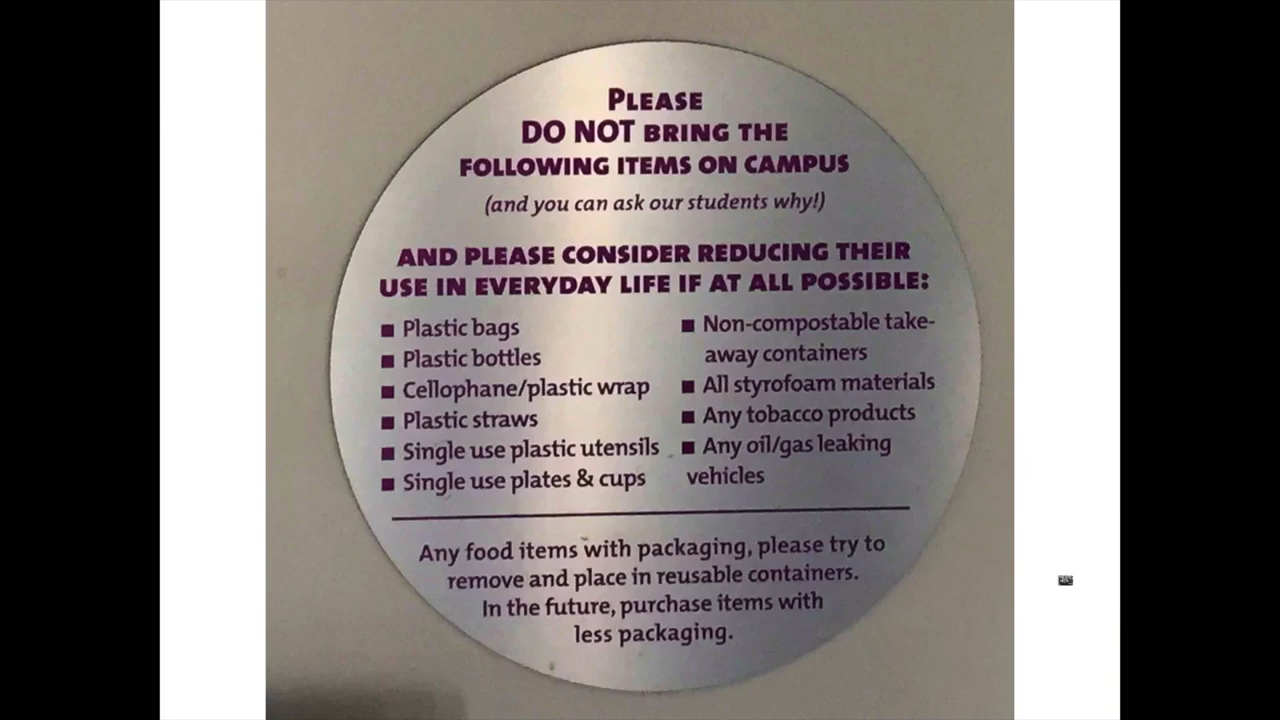 PLEASE
DO NOT BRING THE
FOLLOWING ITEMS ON CAMPUS
(and you can ask our students why!)
AND PLEASE CONSIDER REDUCING THEIR
USE IN EVERYDAY LIFE IF AT ALL POSSIBLE:
■ Plastic bags
■ Plastic bottles
■ Cellophane/plastic wrap
■ Plastic straws
■ Single use plastic utensils
■ Single use plates & cups
■ Non-compostable take-
away containers
■ All styrofoam materials
■ Any tobacco products
■ Any oil/gas leaking
vehicles
Any food items with packaging, please try to
remove and place in reusable containers.
In the future, purchase items with
less packaging.